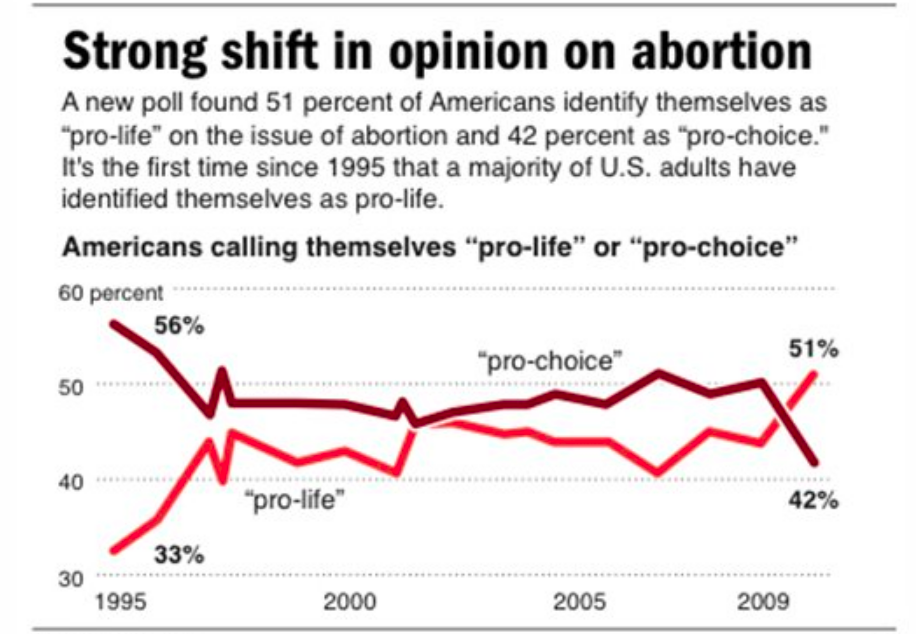 Strong shift in opinion on abortion
A new poll found 51 percent of Americans identify themselves as
“pro-life” on the issue of abortion and 42 percent as “pro-choice."
It's the first time since 1995 that a majority of U.S. adults have
identified themselves as pro-life.
Americans calling themselves “pro-life” or “pro-choice”
60 percent
56%
“pro-choice”
51%
50
40
“pro-life”
42%
33%
30
1995 2000 2005 2009